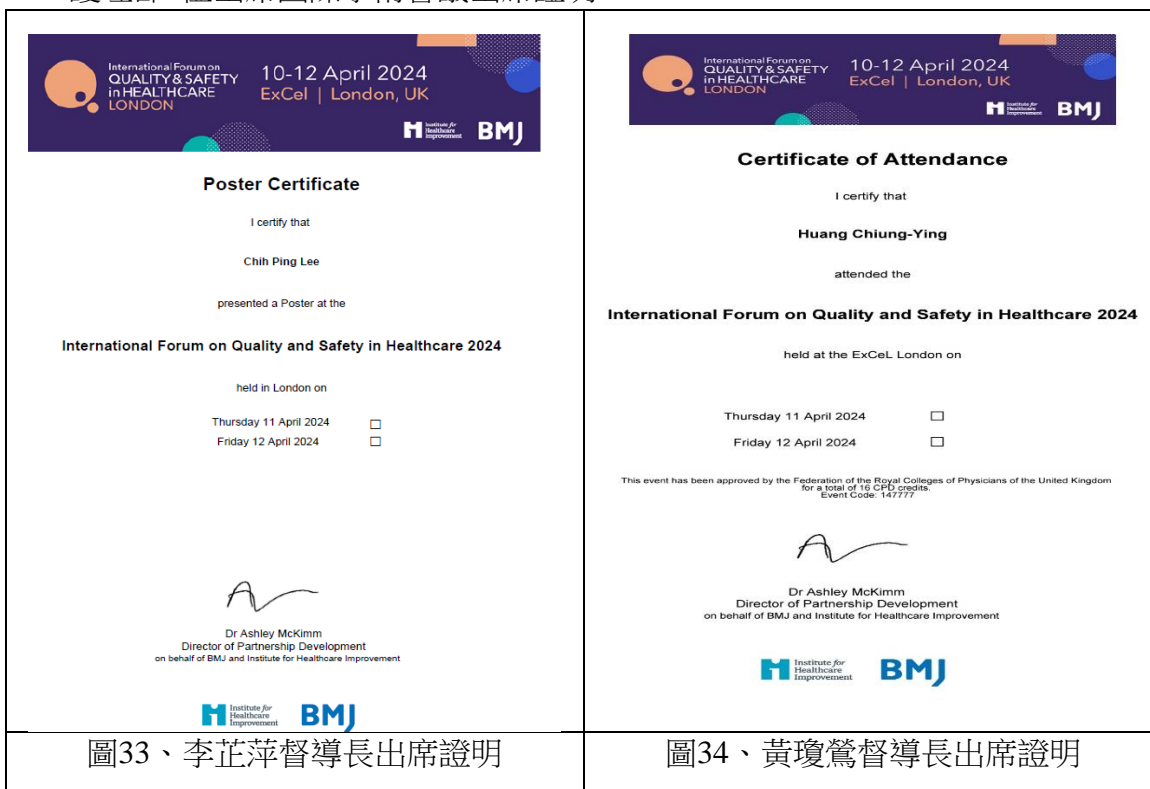 International Forum on
QUALITY & SAFETY
in HEALTHCARE
LONDON
10-12 April 2024
ExCel | London, UK
Institute for
Healthcare
Improvement
BMJ
Poster Certificate
I certify that
Chih Ping Lee
presented a Poster at the
International Forum on Quality and Safety in Healthcare 2024
held in London on
Thursday 11 April 2024 ☐
Friday 12 April 2024 ☐
Dr Ashley McKimm
Director of Partnership Development
on behalf of BMJ and Institute for Healthcare Improvement
Institute for
Healthcare
Improvement
BMJ
圖33、李芷萍督導長出席證明
International Forum on
QUALITY & SAFETY
in HEALTHCARE
LONDON
10-12 April 2024
ExCel | London, UK
Institute for
Healthcare
Improvement
BMJ
Certificate of Attendance
I certify that
Huang Chiung-Ying
attended the
International Forum on Quality and Safety in Healthcare 2024
held at the ExCeL London on
Thursday 11 April 2024 ☐
Friday 12 April 2024 ☐
This event has been approved by the Federation of the Royal Colleges of Physicians of the United Kingdom
for a total of 16 CPD credits.
Event Code: 147777
Dr Ashley McKimm
Director of Partnership Development
on behalf of BMJ and Institute for Healthcare Improvement
Institute for
Healthcare
Improvement
BMJ
圖34、黃瓊鶯督導長出席證明